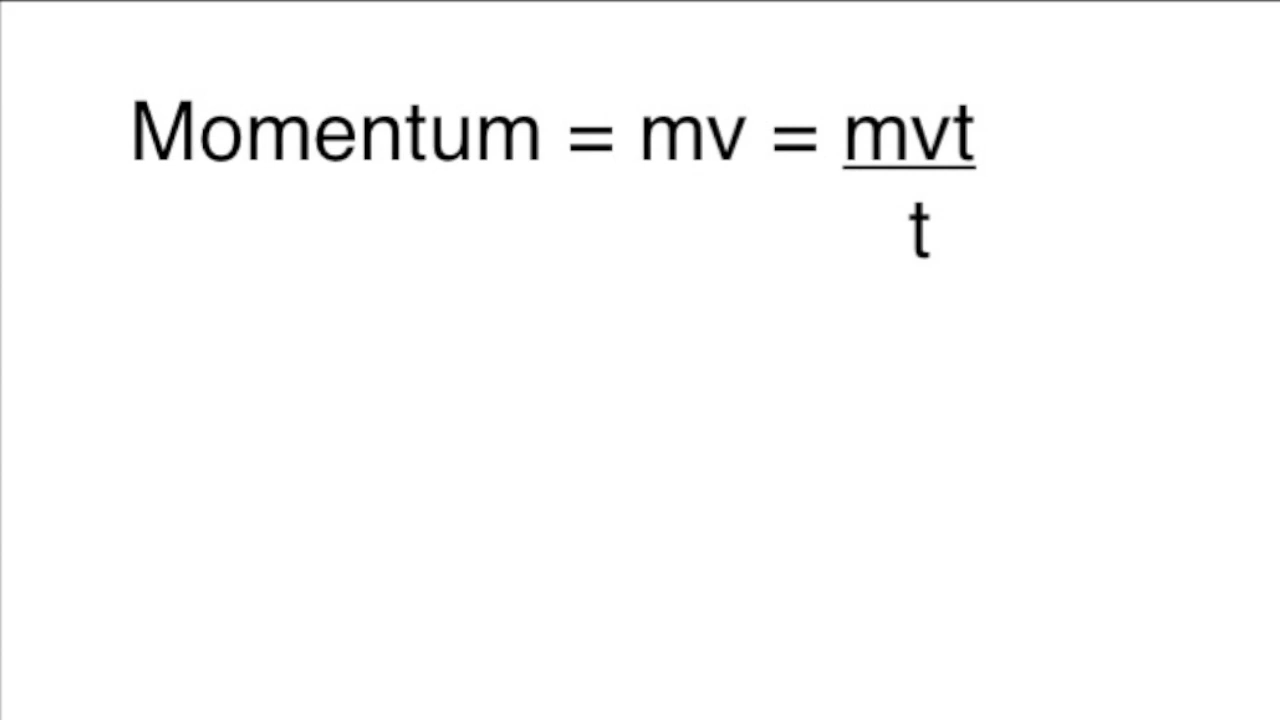 Momentum = mv = mvt
t